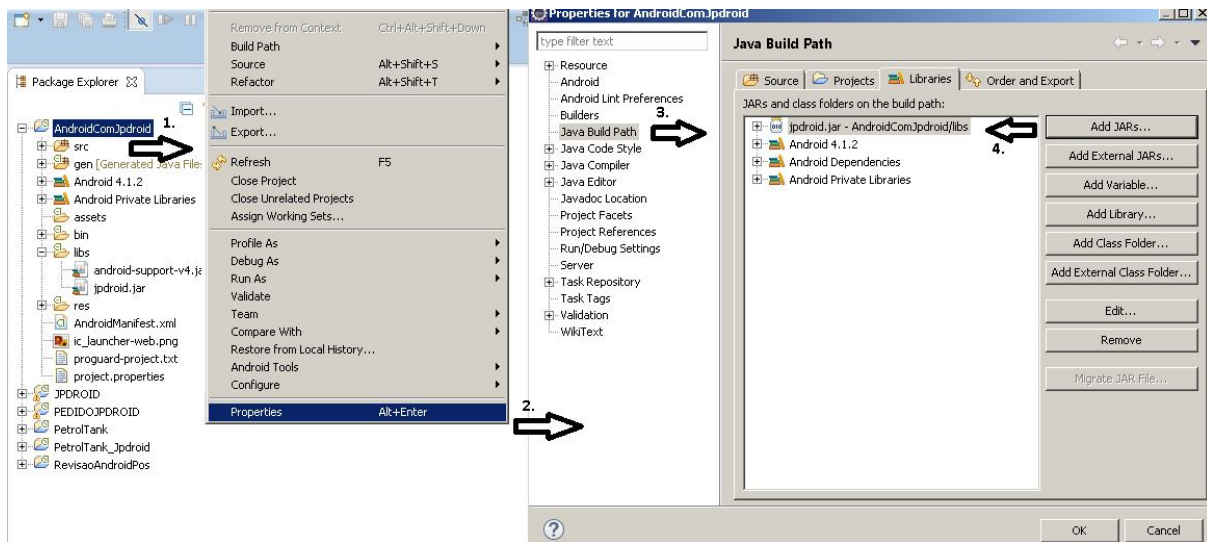 Package Explorer
AndroidComJpdroid
src
gen [Generated Java File
Android 4.1.2
Android Private Libraries
assets
bin
libs
android-support-v4.ja
jpdroid.jar
res
AndroidManifest.xml
ic_launcher-web.png
proguard-project.txt
project.properties
JPDROID
PEDIDOJPDROID
PetrolTank
PetrolTank_Jpdroid
RevisaoAndroidPos
1.
Remove from Context Ctrl+Alt+Shift+Down
Build Path
Source Alt+Shift+S
Refactor Alt+Shift+T
Import...
Export...
Refresh F5
Close Project
Close Unrelated Projects
Assign Working Sets...
Profile As
Debug As
Run As
Validate
Team
Compare With
Restore from Local History...
Android Tools
Configure
Properties Alt+Enter
2.
Properties for AndroidComJpdroid
type filter text
Resource
Android
Android Lint Preferences
Builders
Java Build Path
Java Code Style
Java Compiler
Java Editor
Javadoc Location
Project Facets
Project References
Run/Debug Settings
Server
Task Repository
Task Tags
Validation
WikiText
3.
Java Build Path
Source Projects Libraries Order and Export
JARs and class folders on the build path:
jpdroid.jar - AndroidComJpdroid/libs
Android 4.1.2
Android Dependencies
Android Private Libraries
4.
Add JARs...
Add External JARs...
Add Variable...
Add Library...
Add Class Folder...
Add External Class Folder...
Edit...
Remove
Migrate JAR File...
OK Cancel